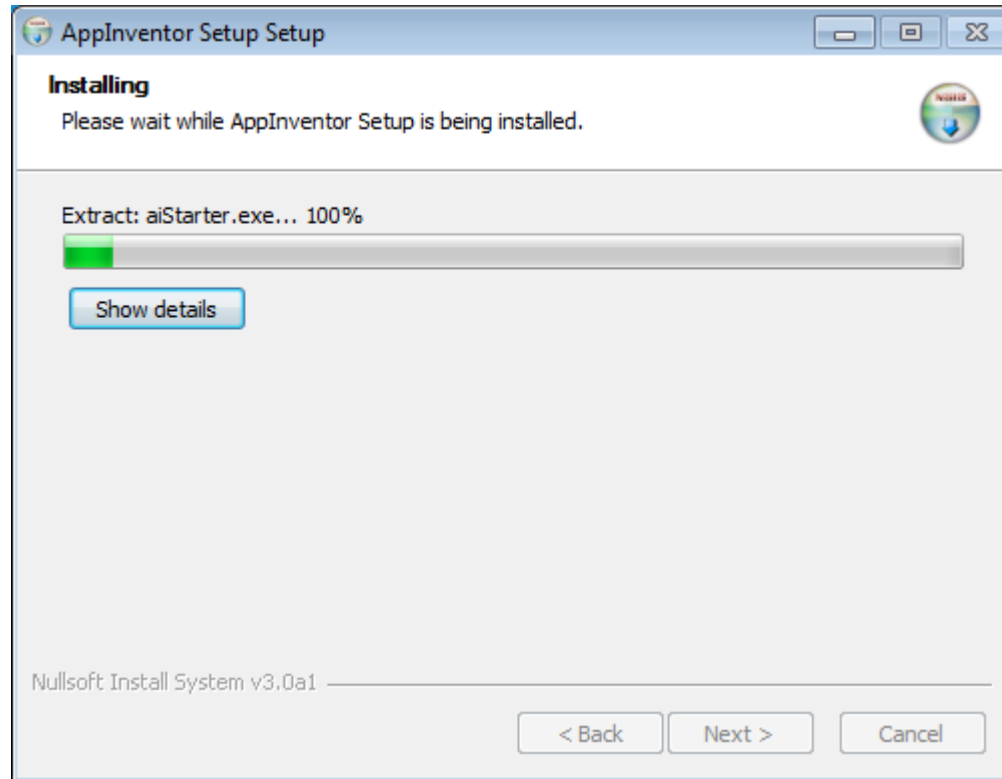 AppInventor Setup Setup
Installing
Please wait while AppInventor Setup is being installed.
Extract: aiStarter.exe... 100%
Show details
Nullsoft Install System v3.0a1
< Back
Next >
Cancel